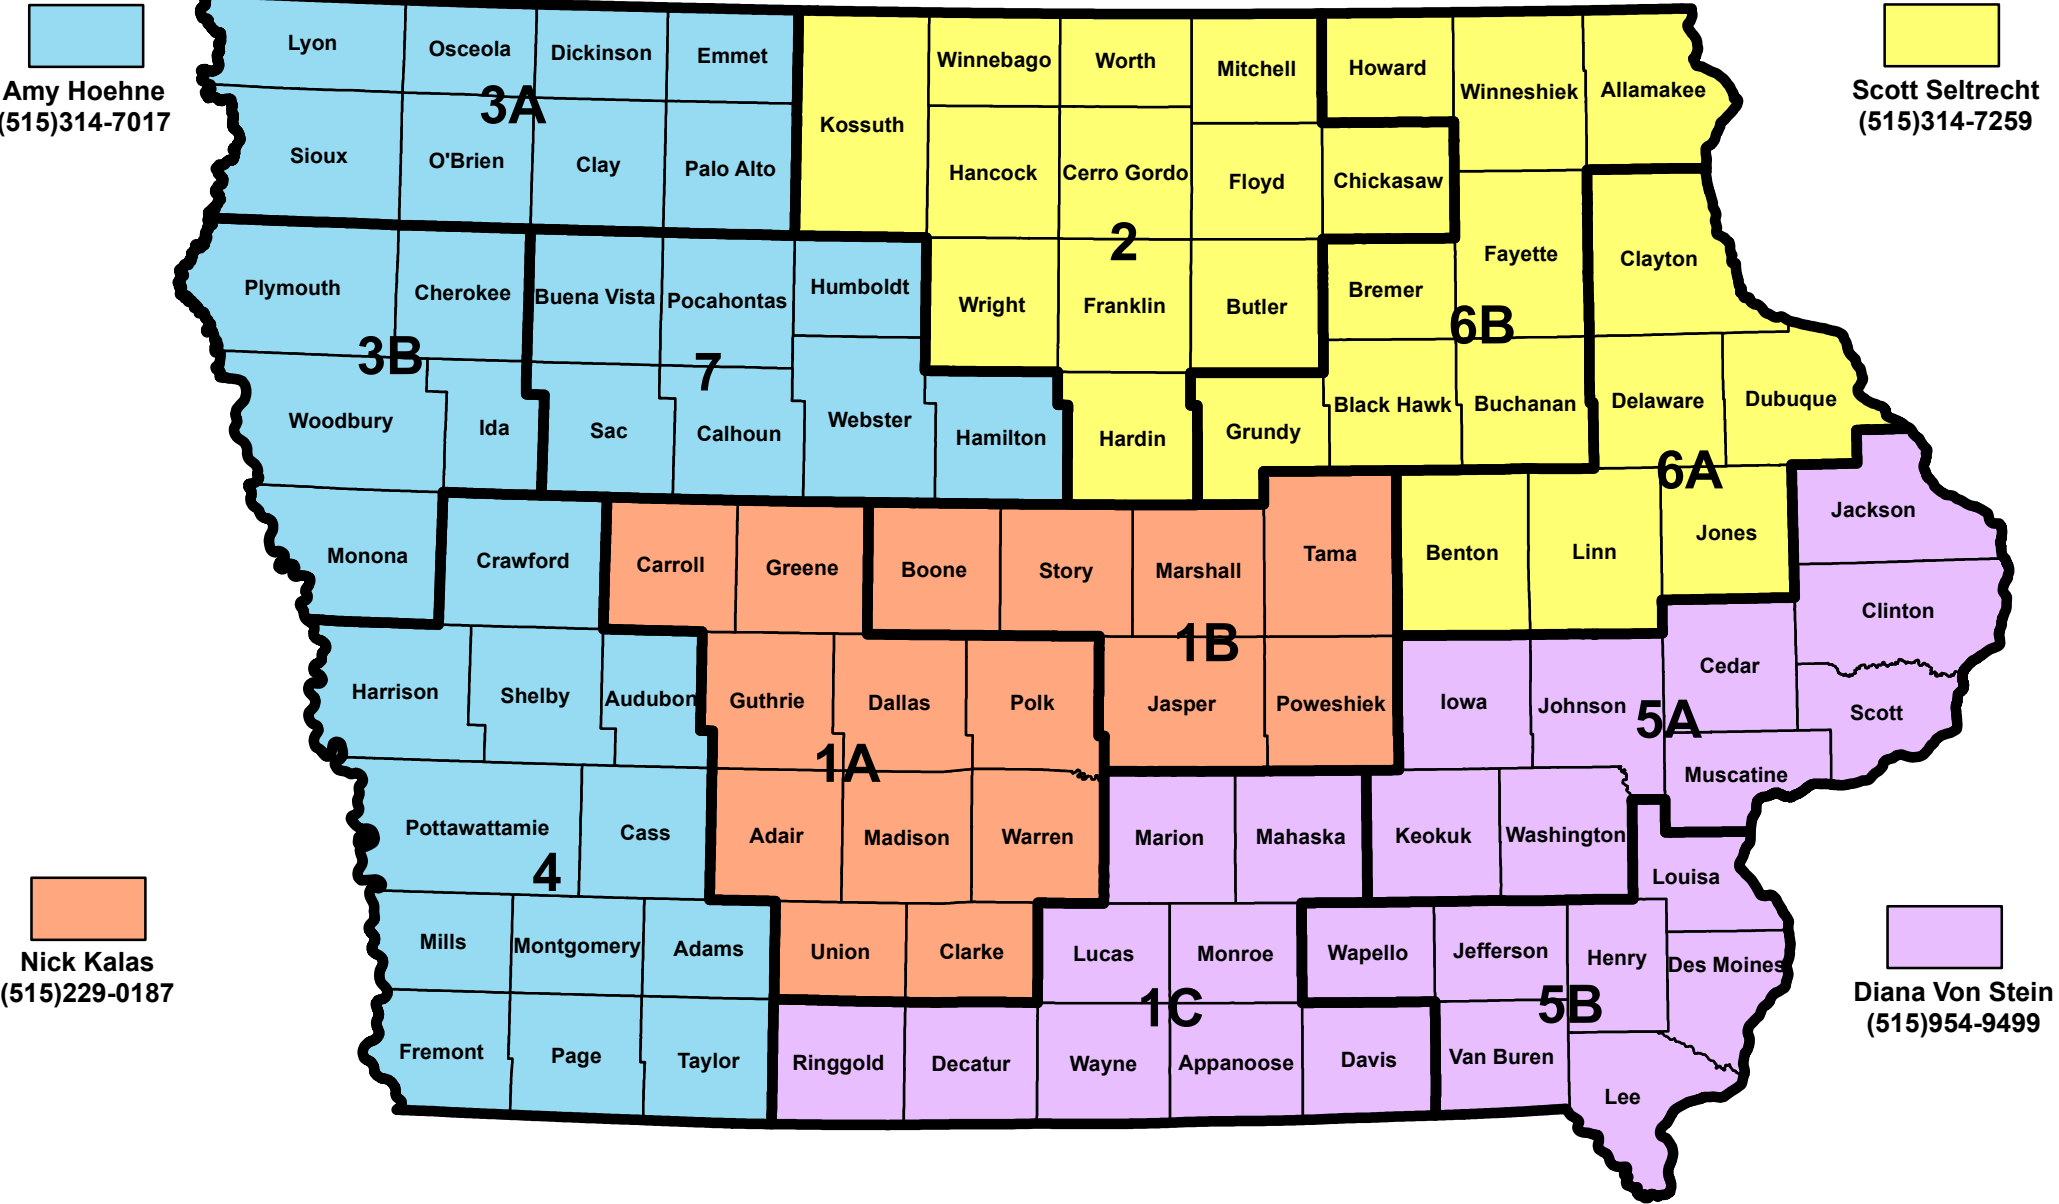 Lyon
Osceola
Dickinson
Emmet
Winnebago
Worth
Mitchell
Howard
Winneshiek
Allamakee
Amy Hoehne
(515)314-7017
3A
Scott Seltrecht
(515)314-7259
Kossuth
Sioux
O'Brien
Clay
Palo Alto
Hancock
Cerro Gordo
Floyd
Chickasaw
2
Fayette
Clayton
Plymouth
Cherokee
Buena Vista
Pocahontas
Humboldt
Wright
Franklin
Butler
Bremer
6B
3B
7
Woodbury
Ida
Sac
Calhoun
Webster
Hamilton
Hardin
Grundy
Black Hawk
Buchanan
Delaware
Dubuque
6A
Monona
Crawford
Carroll
Greene
Boone
Story
Marshall
Tama
Benton
Linn
Jones
Jackson
Clinton
1B
Harrison
Shelby
Audubon
Guthrie
Dallas
Polk
Jasper
Poweshiek
Iowa
Johnson
Cedar
5A
Scott
1A
Muscatine
Pottawattamie
Cass
Adair
Madison
Warren
Marion
Mahaska
Keokuk
Washington
4
Louisa
Nick Kalas
(515)229-0187
Mills
Montgomery
Adams
Union
Clarke
Lucas
Monroe
Wapello
Jefferson
Henry
Des Moines
Diana Von Stein
(515)954-9499
1C
5B
Fremont
Page
Taylor
Ringgold
Decatur
Wayne
Appanoose
Davis
Van Buren
Lee